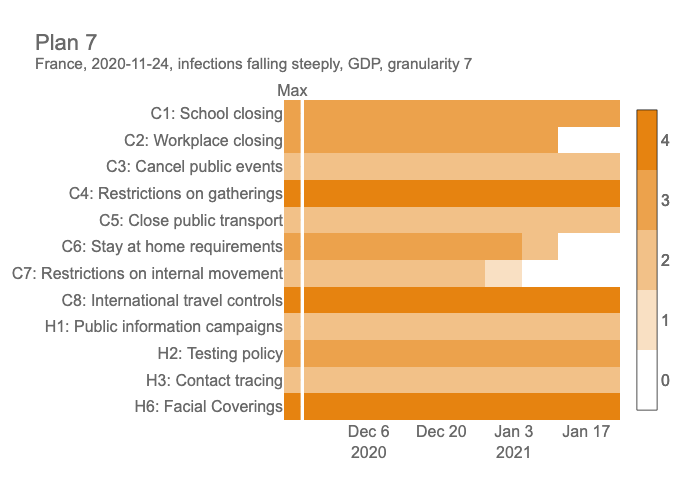 Plan 7
France, 2020-11-24, infections falling steeply, GDP, granularity 7
Max
C1: School closing
C2: Workplace closing
C3: Cancel public events
C4: Restrictions on gatherings
C5: Close public transport
C6: Stay at home requirements
C7: Restrictions on internal movement
C8: International travel controls
H1: Public information campaigns
H2: Testing policy
H3: Contact tracing
H6: Facial Coverings
Dec 6 Dec 20 Jan 3 Jan 17
2020 2021
4
3
2
1
0